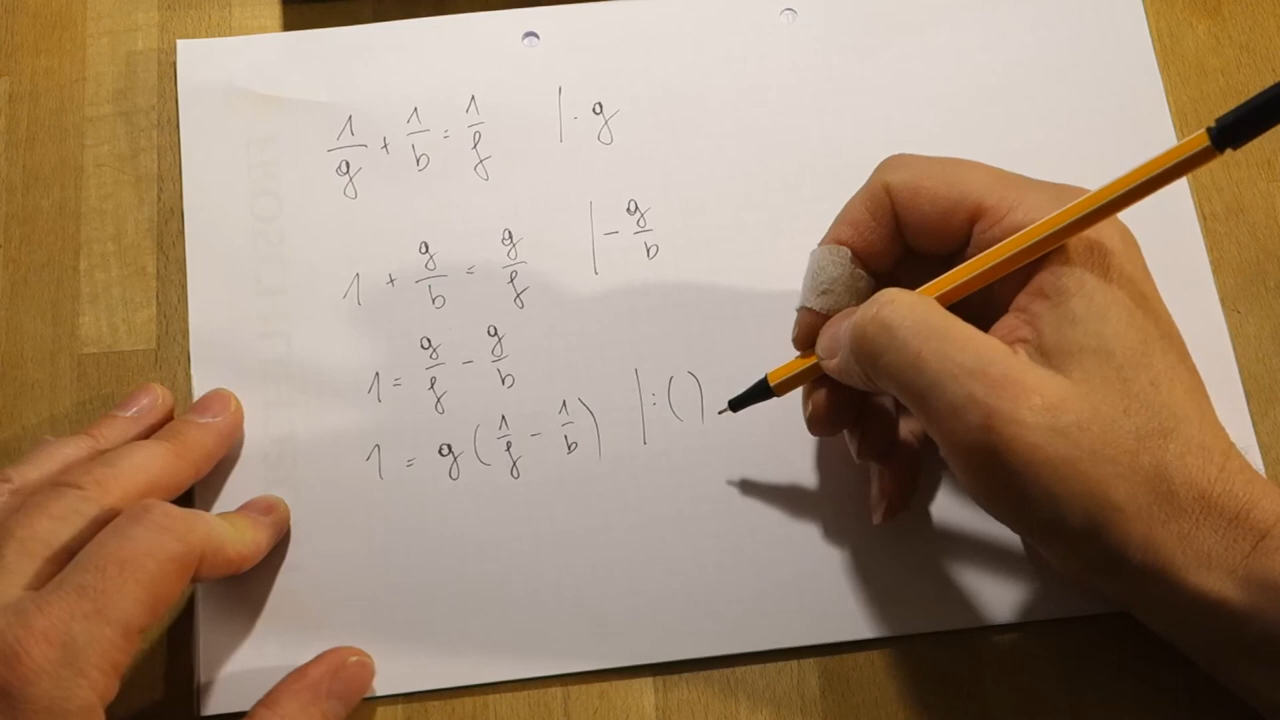 1/g + 1/b = 1/f | · g
1 + g/b = g/f | - g/b
1 = g/f - g/b
1 = g (1/f - 1/b) | : ( )